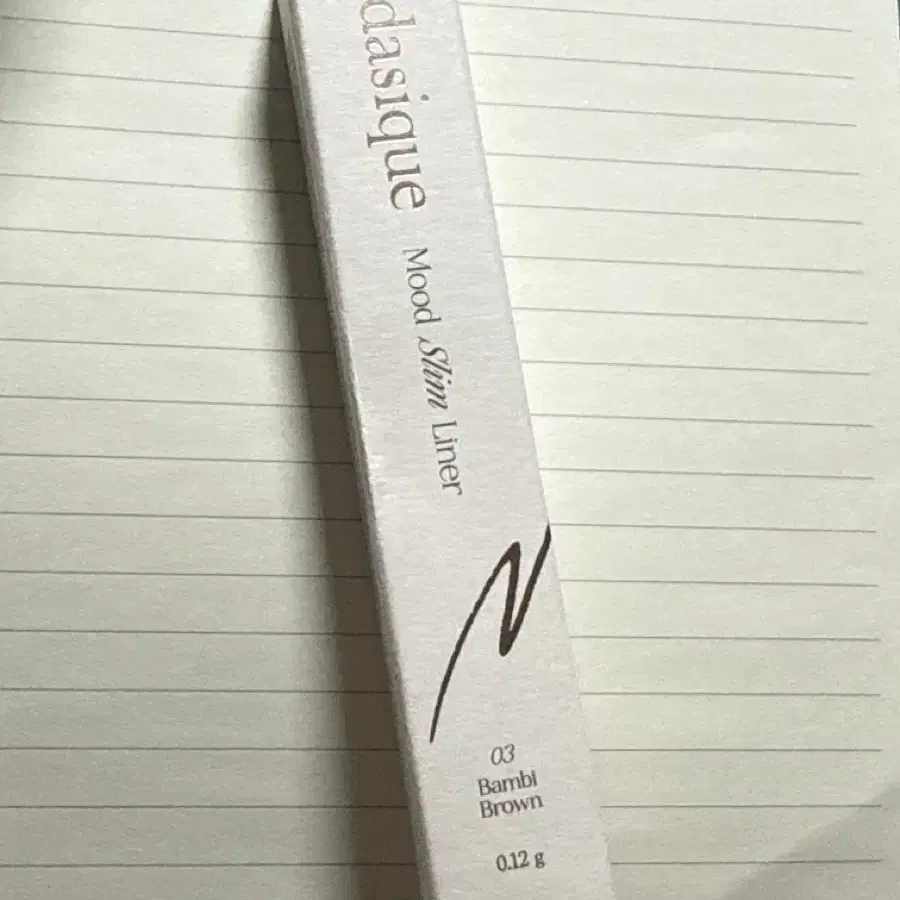 dasique
Mood Slim Liner
03
Bambi
Brown
0.12 g